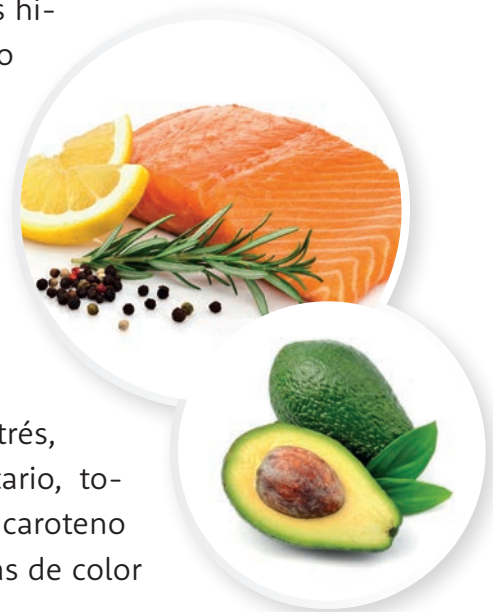 s hi-
o
trés,
tario, to-
caroteno
as de color